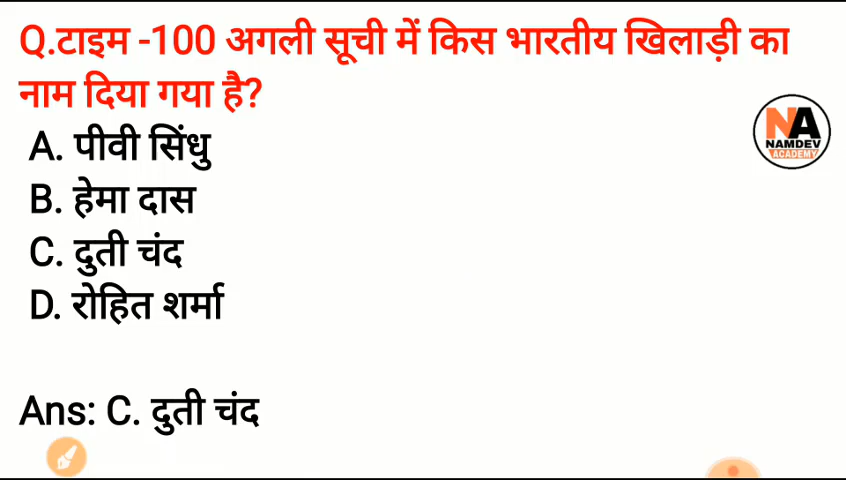 Q.टाइम -100 अगली सूची में किस भारतीय खिलाड़ी का
नाम दिया गया है?
A. पीवी सिंधु
B. हेमा दास
C. दुती चंद
D. रोहित शर्मा
Ans: C. दुती चंद
NA
NAMDEV
ACADEMY